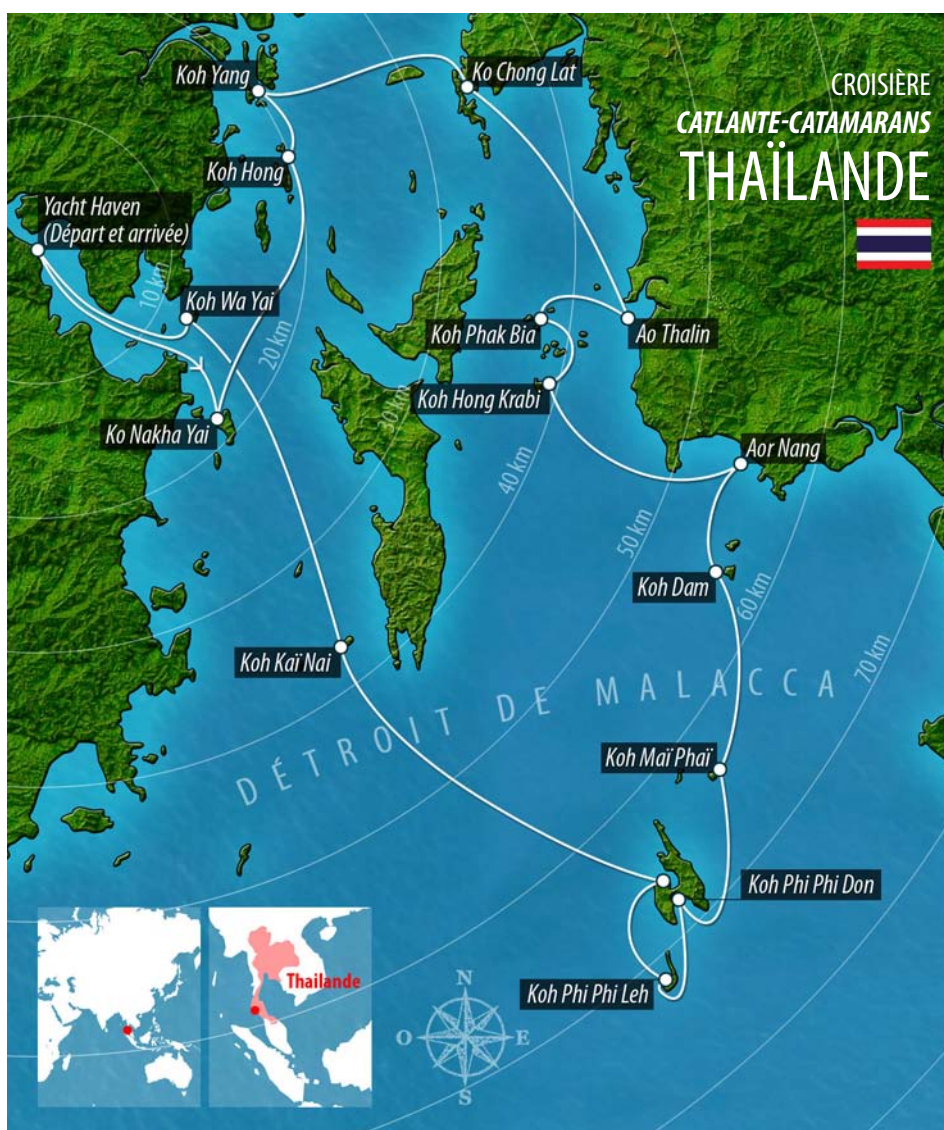 CROISIÈRE
CATLANTE-CATAMARANS
THAÏLANDE
Koh Yang
Ko Chong Lat
Koh Hong
Yacht Haven
(Départ et arrivée)
10 km
Koh Wa Yai
20 km
Koh Phak Bia
Ao Thalin
Koh Hong Krabi
30 km
Ko Nakha Yai
Aor Nang
40 km
50 km
Koh Dam
60 km
Koh Kaï Nai
70 km
DÉTROIT DE MALACCA
Koh Maï Phaï
Koh Phi Phi Don
Koh Phi Phi Leh
Thailande
N
O
E
S